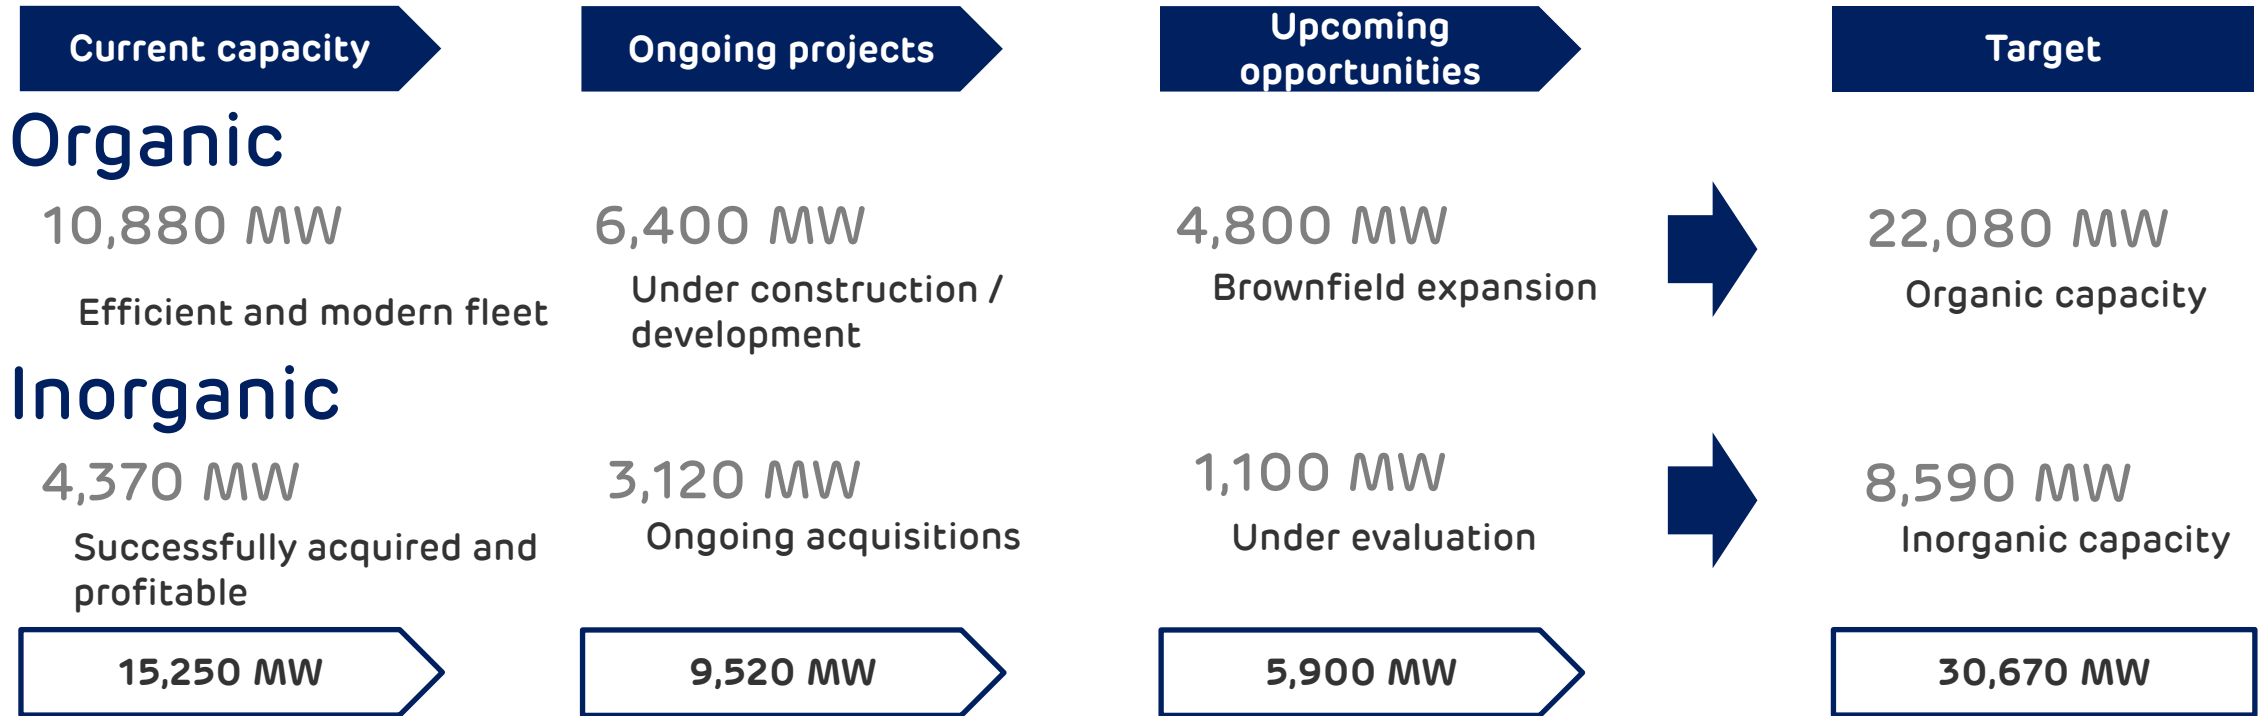 Current capacity
Ongoing projects
Upcoming
opportunities
Target
Organic
10,880 MW
6,400 MW
4,800 MW
22,080 MW
Efficient and modern fleet
Under construction /
development
Brownfield expansion
Organic capacity
Inorganic
4,370 MW
3,120 MW
1,100 MW
8,590 MW
Successfully acquired and
profitable
Ongoing acquisitions
Under evaluation
Inorganic capacity
15,250 MW
9,520 MW
5,900 MW
30,670 MW